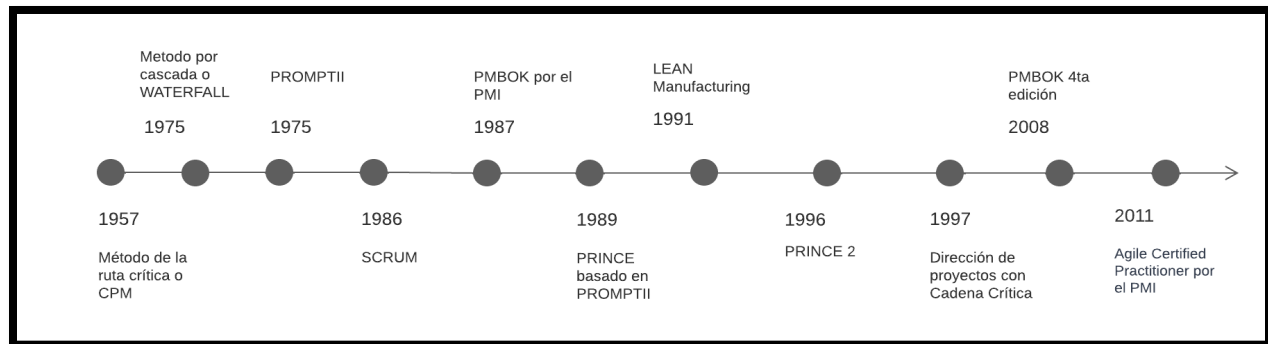 Metodo por
cascada o
WATERFALL
1975
PROMPTII
1975
PMBOK por el
PMI
1987
LEAN
Manufacturing
1991
PMBOK 4ta
edición
2008
1957
Método de la
ruta crítica o
CPM
1986
SCRUM
1989
PRINCE
basado en
PROMPTII
1996
PRINCE 2
1997
Dirección de
proyectos con
Cadena Crítica
2011
Agile Certified
Practitioner por
el PMI